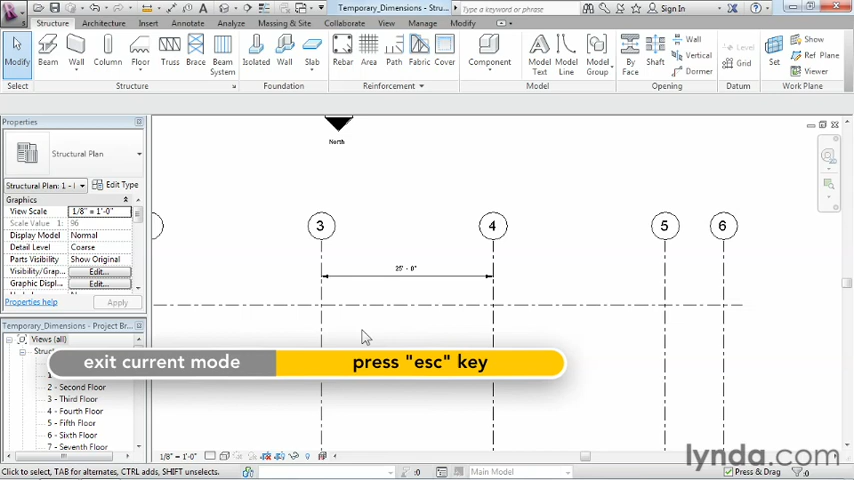 Temporary_Dimensions - Stru...
Type a keyword or phrase
Sign In
Structure Architecture Insert Annotate Analyze Massing & Site Collaborate View Manage Modify
Modify Beam Wall Column Floor Truss Brace Beam System Isolated Wall Slab Rebar Area Path Fabric Cover Component Model Text Model Line Model Group By Face Shaft Wall Vertical Dormer Level Grid Set Show Ref Plane Viewer
Select Structure Foundation Reinforcement Model Opening Datum Work Plane
Properties
Structural Plan
Structural Plan: 1 -
Edit Type
Graphics
View Scale 1/8" = 1'-0"
Scale Value 1: 96
Display Model Normal
Detail Level Coarse
Parts Visibility Show Original
Visibility/Grap... Edit...
Graphic Displ... Edit...
Properties help Apply
North
3 4 5 6
25' - 0"
Temporary_Dimensions - Project Br...
Views (all)
Struc
exit current mode press "esc" key
2 - Second Floor
3 - Third Floor
4 - Fourth Floor
5 - Fifth Floor
6 - Sixth Floor
7 - Seventh Floor
1/8" = 1'-0"
lynda.com
Click to select, TAB for alternates, CTRL adds, SHIFT unselects.
:0
Main Model
Press & Drag
:0